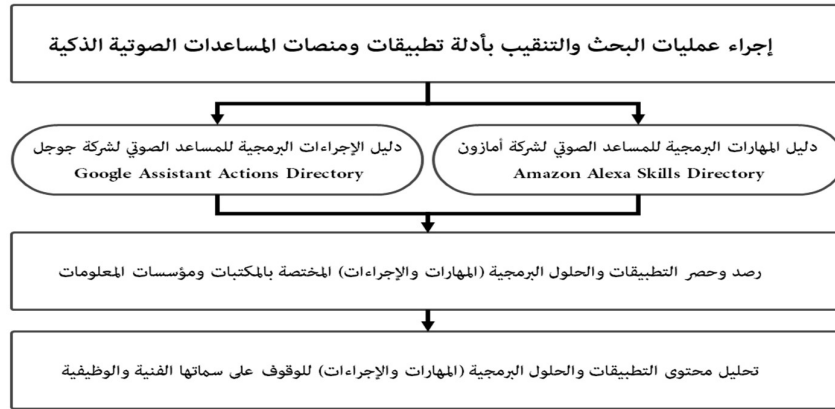 إجراء عمليات البحث والتنقيب بأدلة تطبيقات ومنصات المساعدات الصوتية الذكية
دليل المهارات البرمجية للمساعد الصوتي لشركة أمازون
Amazon Alexa Skills Directory
دليل الإجراءات البرمجية للمساعد الصوتي لشركة جوجل
Google Assistant Actions Directory
رصد وحصر التطبيقات والحلول البرمجية (المهارات والإجراءات) المختصة بالمكتبات ومؤسسات المعلومات
تحليل محتوى التطبيقات والحلول البرمجية (المهارات والإجراءات) للوقوف على سماتها الفنية والوظيفية